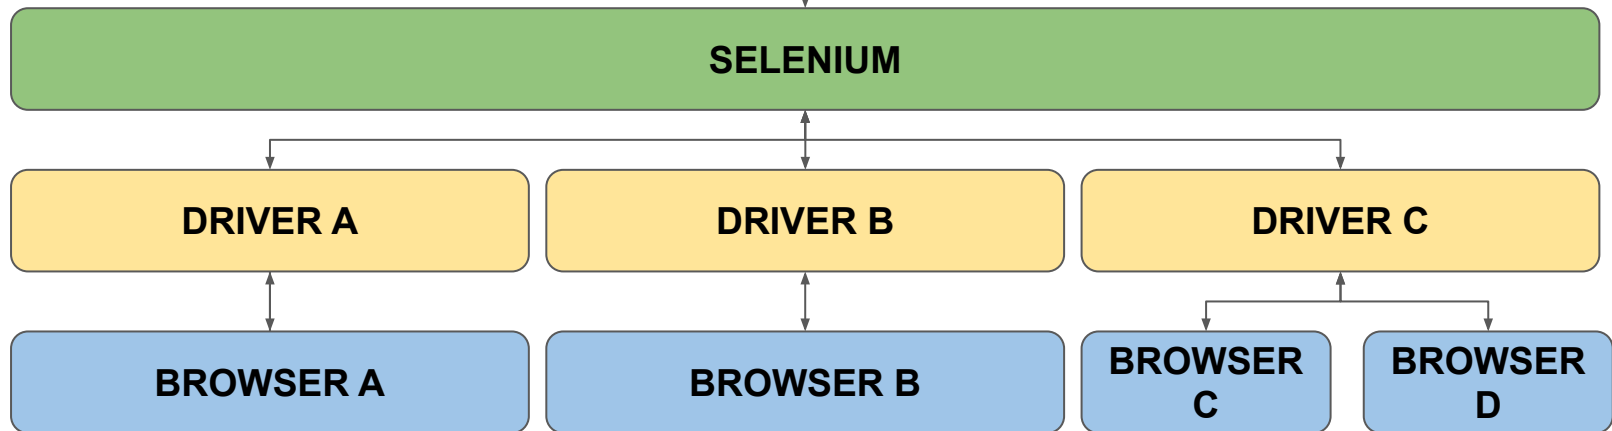 SELENIUM
DRIVER A
DRIVER B
DRIVER C
BROWSER A
BROWSER B
BROWSER
C
BROWSER
D